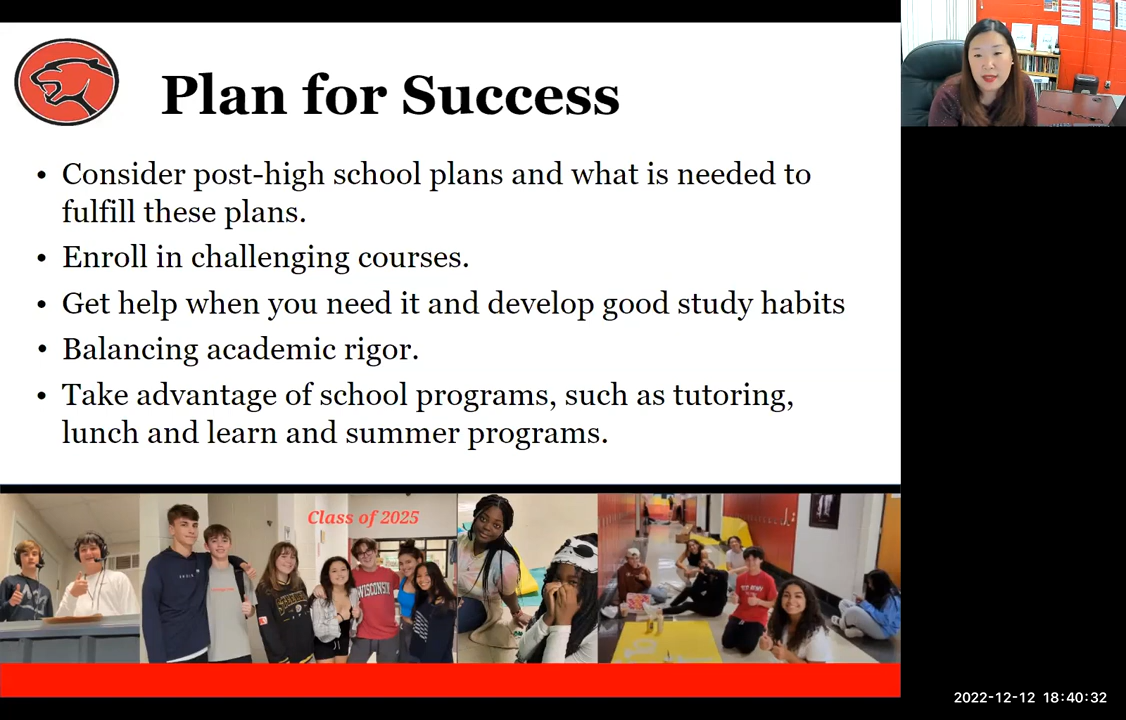 Plan for Success
• Consider post-high school plans and what is needed to
fulfill these plans.
• Enroll in challenging courses.
• Get help when you need it and develop good study habits
• Balancing academic rigor.
• Take advantage of school programs, such as tutoring,
lunch and learn and summer programs.
Class of 2025
WISCONSIN
2022-12-12 18:40:32